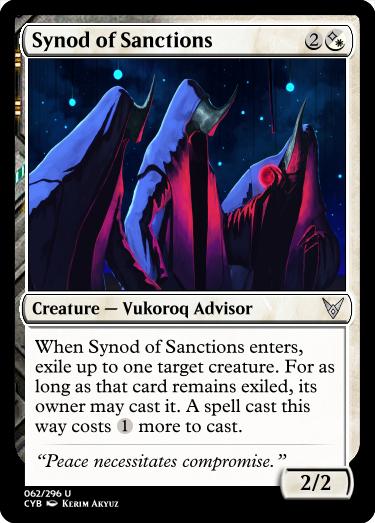 Synod of Sanctions 2
Creature — Vukoroq Advisor
When Synod of Sanctions enters,
exile up to one target creature. For as
long as that card remains exiled, its
owner may cast it. A spell cast this
way costs 1 more to cast.
“Peace necessitates compromise.”
2/2
062/296 U
CYB Kerim Akyuz